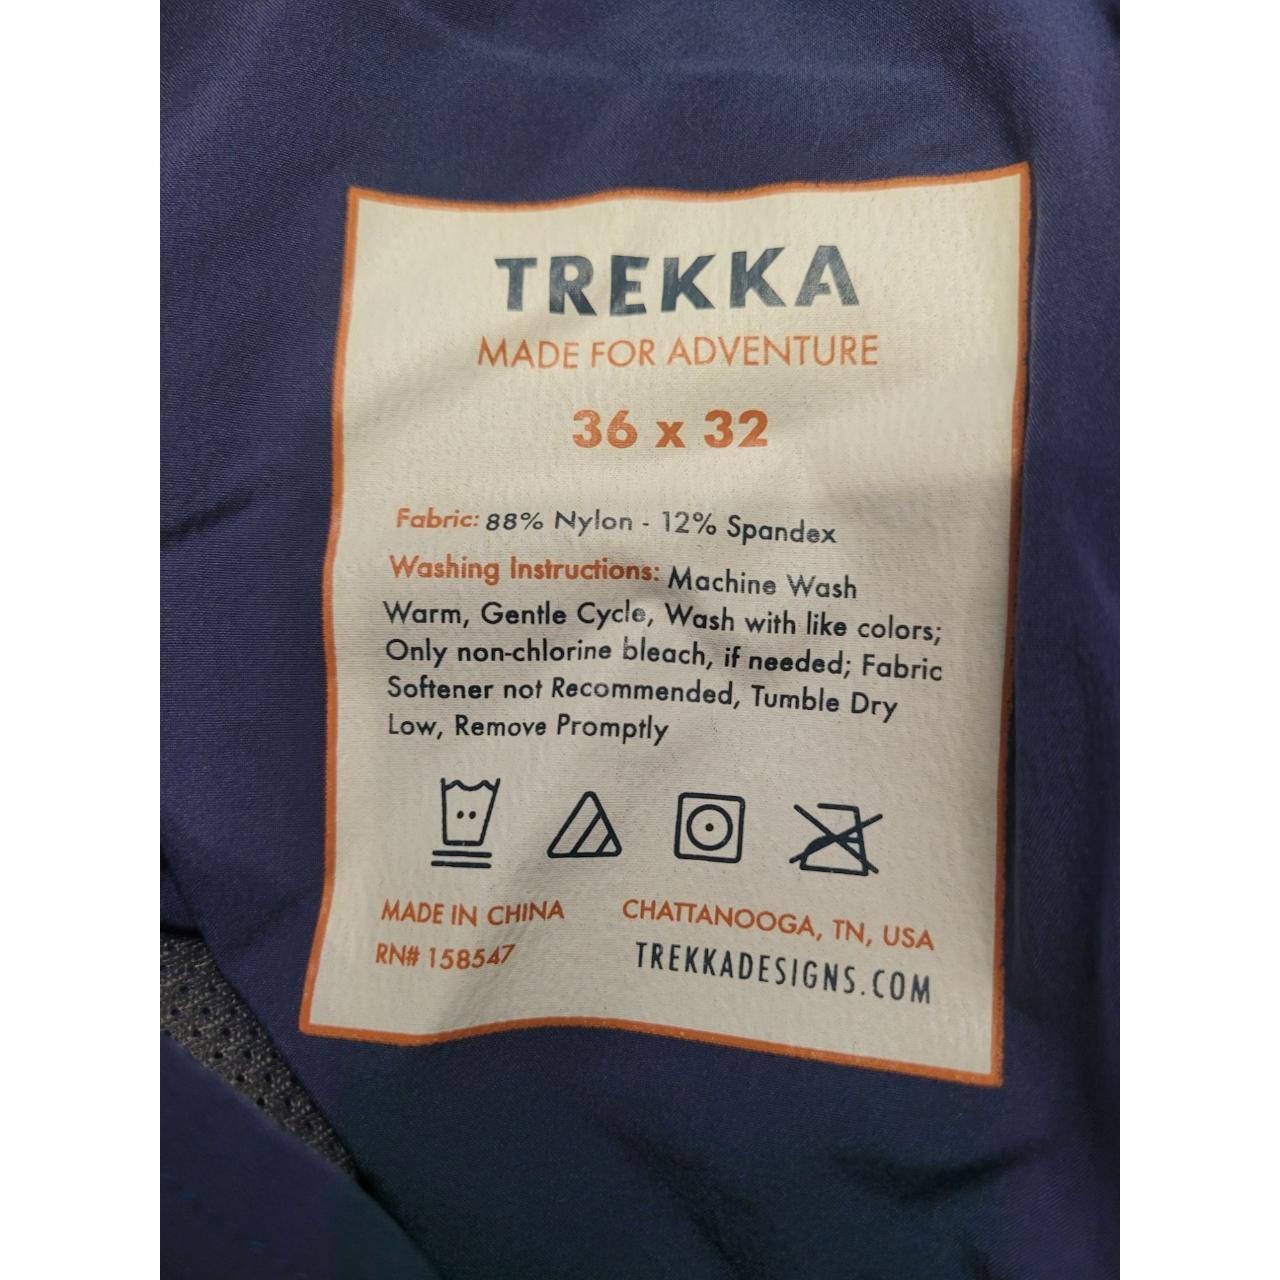 TREKKA
MADE FOR ADVENTURE
36 x 32
Fabric: 88% Nylon - 12% Spandex
Washing Instructions: Machine Wash
Warm, Gentle Cycle, Wash with like colors;
Only non-chlorine bleach, if needed; Fabric
Softener not Recommended, Tumble Dry
Low, Remove Promptly
MADE IN CHINA
RN# 158547
CHATTANOOGA, TN, USA
TREKKADESIGNS.COM